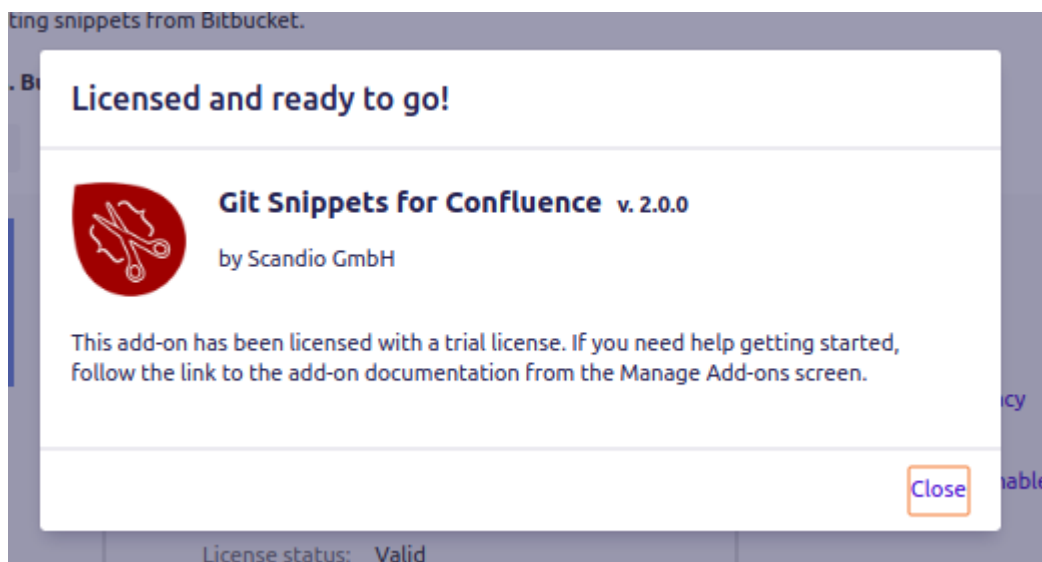 ting snippets from Bitbucket.
Licensed and ready to go!
Git Snippets for Confluence v. 2.0.0
by Scandio GmbH
This add-on has been licensed with a trial license. If you need help getting started,
follow the link to the add-on documentation from the Manage Add-ons screen.
Close
License status: Valid